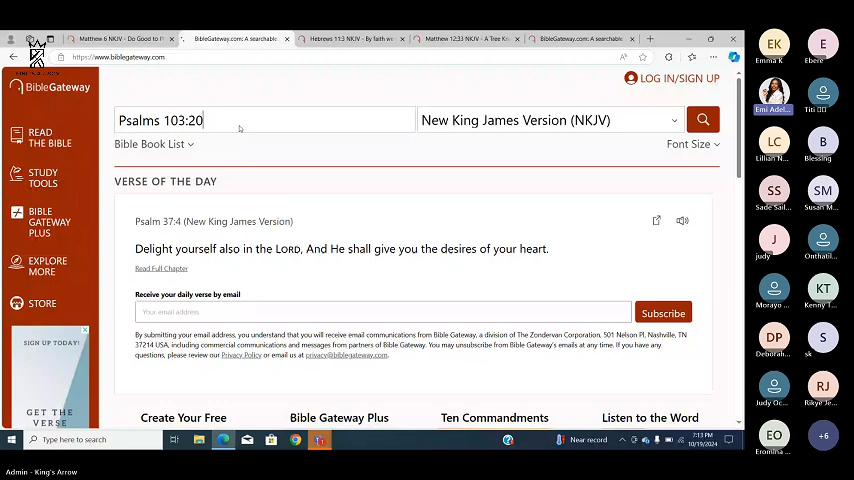 Matthew 6 NKJV - Do Good to Pl
BibleGateway.com: A searchable
Hebrews 11:3 NKJV - By faith we
Matthew 12:33 NKJV - A Tree Kn
BibleGateway.com: A searchable
https://www.biblegateway.com
BibleGateway
LOG IN/SIGN UP
Psalms 103:20
New King James Version (NKJV)
Bible Book List
Font Size
READ
THE BIBLE
STUDY
TOOLS
BIBLE
GATEWAY
PLUS
EXPLORE
MORE
STORE
SIGN UP TODAY!
GET THE
VERSE
VERSE OF THE DAY
Psalm 37:4 (New King James Version)
Delight yourself also in the LORD, And He shall give you the desires of your heart.
Read Full Chapter
Receive your daily verse by email
Your email address
Subscribe
By submitting your email address, you understand that you will receive email communications from Bible Gateway, a division of The Zondervan Corporation, 501 Nelson Pl, Nashville, TN
37214 USA, including commercial communications and messages from partners of Bible Gateway. You may unsubscribe from Bible Gateway's emails at any time. If you have any
questions, please review our Privacy Policy or email us at privacy@biblegateway.com.
Create Your Free
Bible Gateway Plus
Ten Commandments
Listen to the Word
Type here to search
Near record
7:13 PM
10/19/2024
EK
Emma K
E
Ebere
Emi Adel...
Titi
LC
Lillian N...
B
Blessing
SS
Sade Sail...
SM
Susan M...
J
judy
Onthatil...
Morayo ...
KT
Kenny T...
DP
Deborah...
S
sk
Judy Oc...
RJ
Rikye Je...
EO
Eromina ...
+6
Admin - King's Arrow